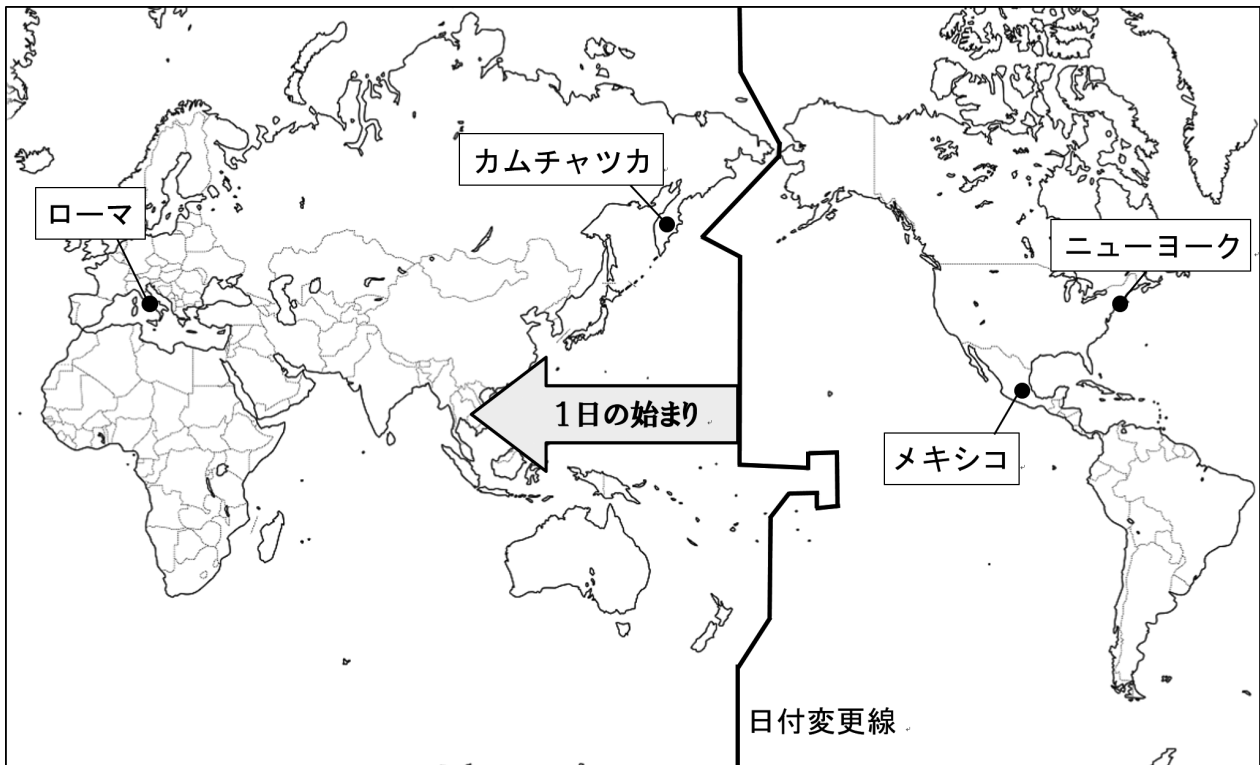 カムチャツカ
ローマ
ニューヨーク
1日の始まり
メキシコ
日付変更線